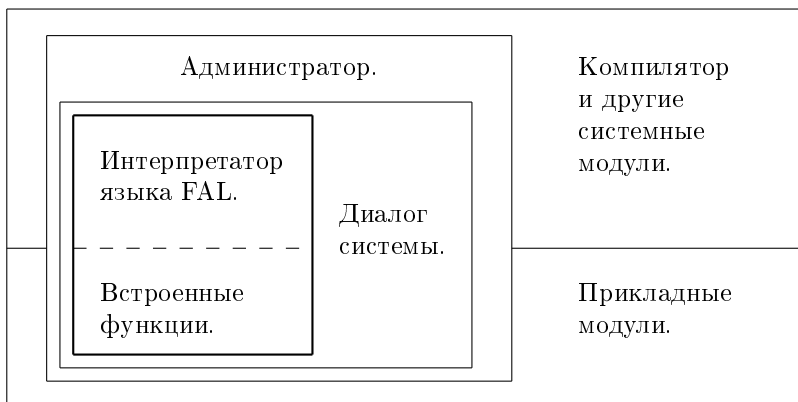 Администратор.
Компилятор
и другие
системные
модули.
Интерпретатор
языка FAL.
Диалог
системы.
Встроенные
функции.
Прикладные
модули.